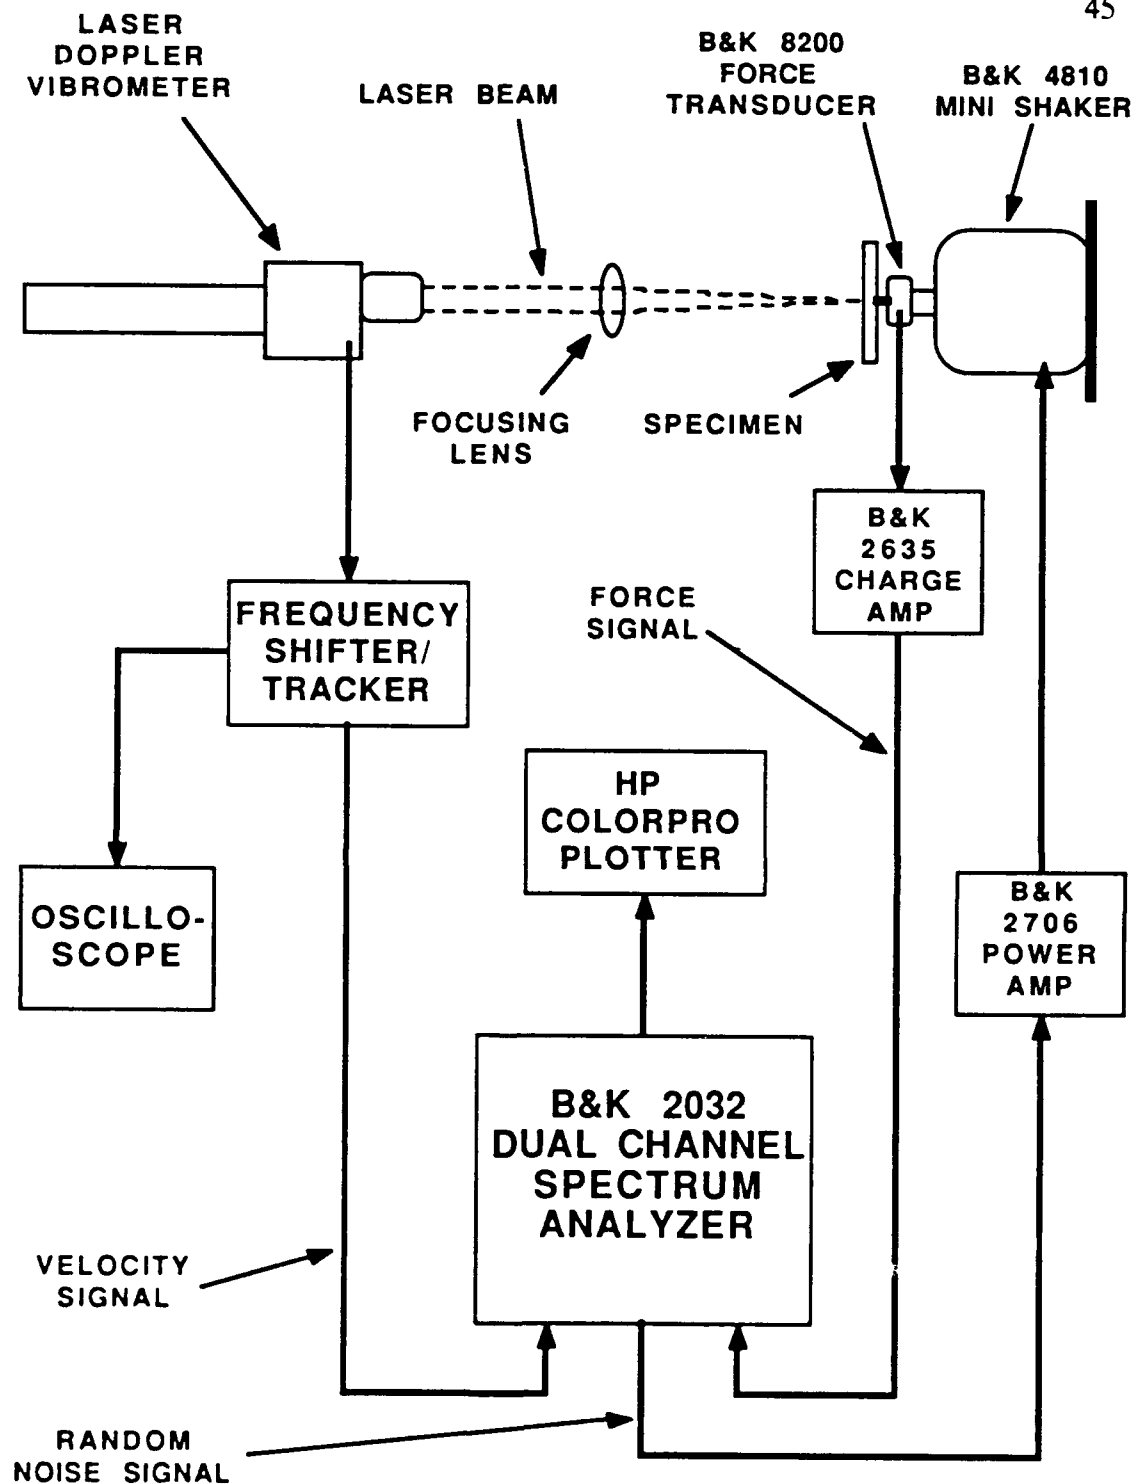 45
LASER
DOPPLER
VIBROMETER
LASER BEAM
B&K 8200
FORCE
TRANSDUCER
B&K 4810
MINI SHAKER
FOCUSING
LENS
SPECIMEN
B&K
2635
CHARGE
AMP
FORCE
SIGNAL
FREQUENCY
SHIFTER/
TRACKER
HP
COLORPRO
PLOTTER
OSCILLO-
SCOPE
B&K
2706
POWER
AMP
B&K 2032
DUAL CHANNEL
SPECTRUM
ANALYZER
VELOCITY
SIGNAL
RANDOM
NOISE SIGNAL